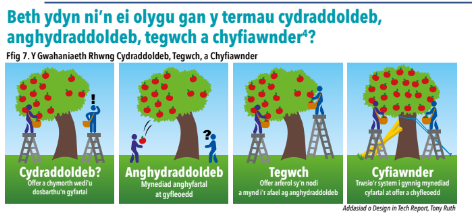 Beth ydyn ni'n ei olygu gan y termau cydraddoldeb,
anghydraddoldeb, tegwch a chyfiawnder⁴?
Ffig 7. Y Gwahaniaeth Rhwng Cydraddoldeb, Tegwch, a Chyfiawnder
!
?
Cydraddoldeb?
Offer a chymorth wedi'u
dosbarthu'n gyfartal
Anghydraddoldeb
Mynediad anghyfartal
at gyfleoedd
Tegwch
Offer arferol sy'n nodi
a mynd i'r afael ag anghydraddoldeb
Cyfiawnder
Trwsio'r system i gynnig mynediad
cyfartal at offer a chyfleoedd
Addasiad o Design in Tech Report, Tony Ruth